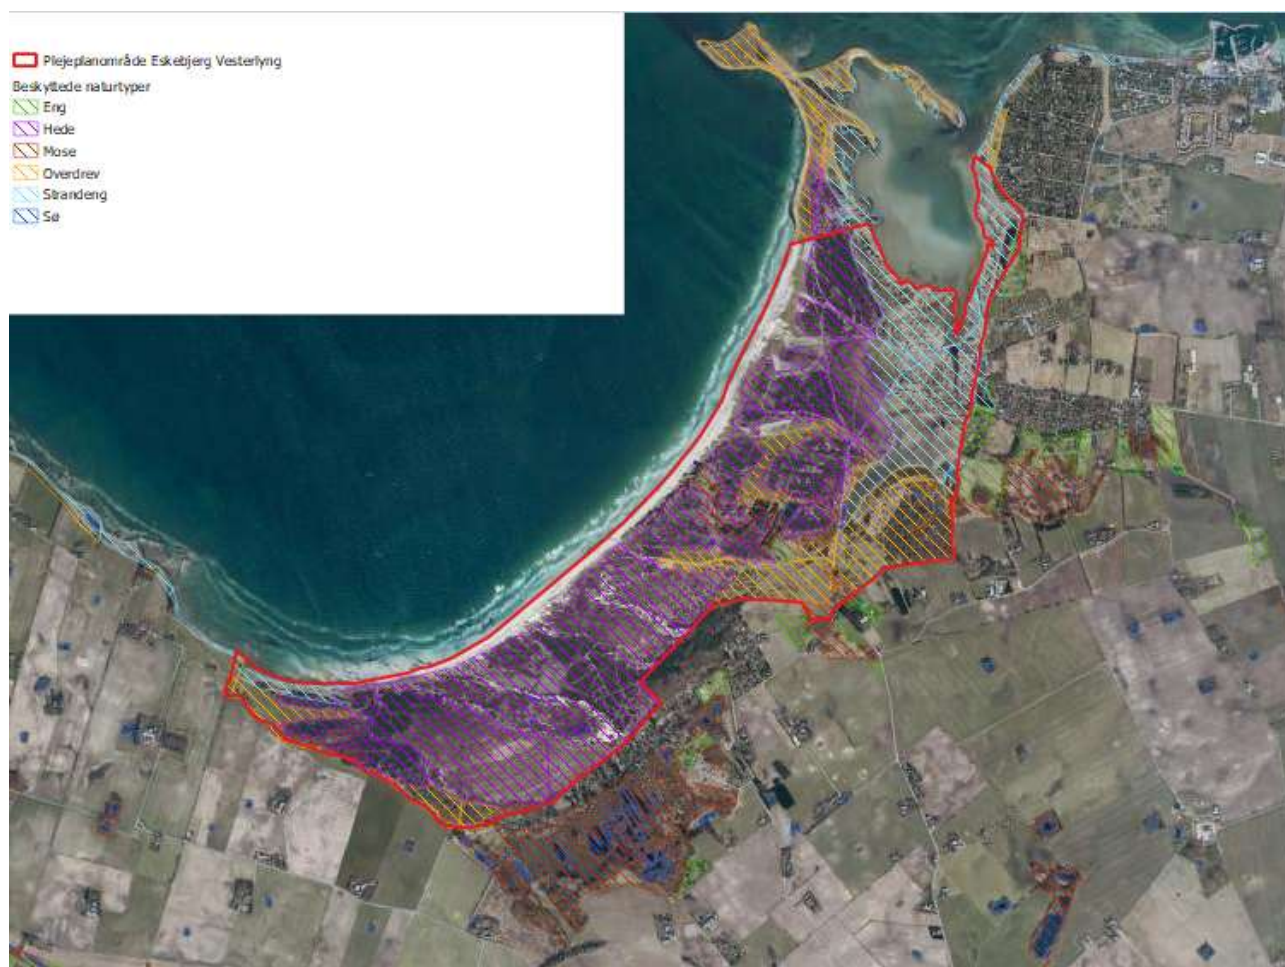 Plejeplanområde Eskebjerg Vesterlyng
Beskyttede naturtyper
Eng
Hede
Mose
Overdrev
Strandeng
Sø